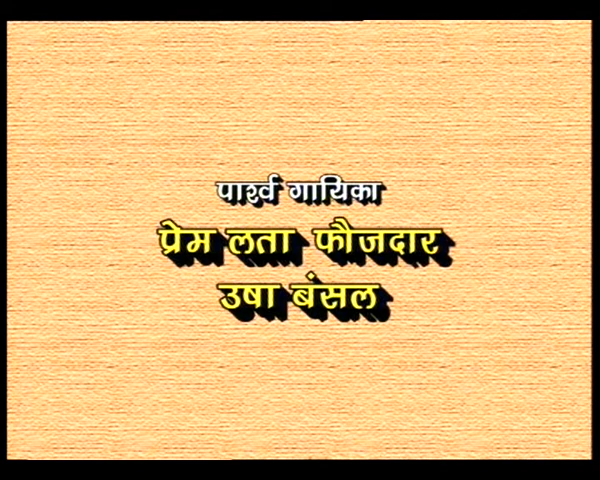 पार्श्व गायिका
प्रेम लता फौजदार
उषा बंसल